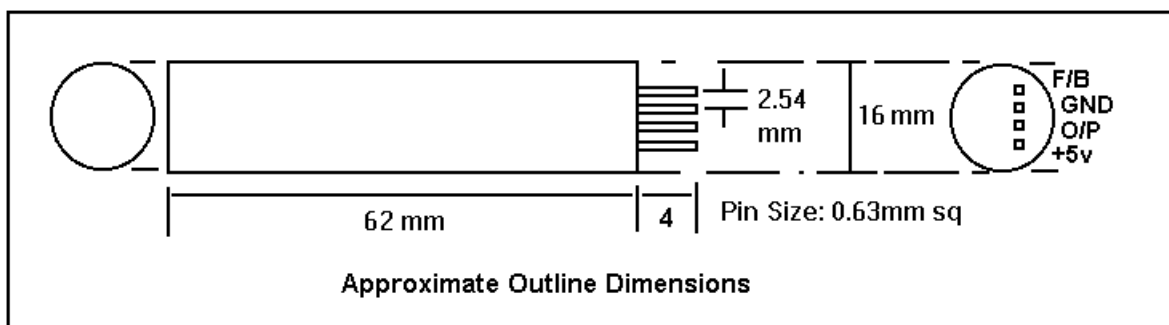 F/B
GND
O/P
+5v
2.54
mm
16 mm
62 mm
4
Pin Size: 0.63mm sq
Approximate Outline Dimensions